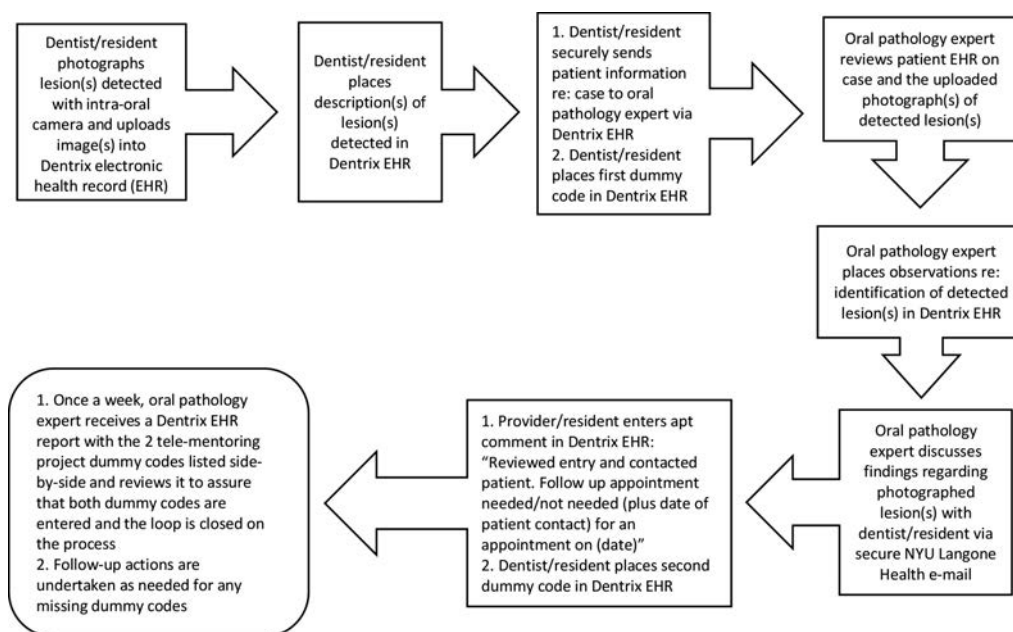 Dentist/resident
photographs
lesion(s) detected
with intra-oral
camera and uploads
image(s) into
Dentrix electronic
health record (EHR)
Dentist/resident
places
description(s) of
lesion(s)
detected in
Dentrix EHR
1. Dentist/resident
securely sends
patient information
re: case to oral
pathology expert via
Dentrix EHR
2. Dentist/resident
places first dummy
code in Dentrix EHR
Oral pathology expert
reviews patient EHR on
case and the uploaded
photograph(s) of
detected lesion(s)
Oral pathology expert
places observations re:
identification of detected
lesion(s) in Dentrix EHR
Oral pathology
expert discusses
findings regarding
photographed
lesion(s) with
dentist/resident via
secure NYU Langone
Health e-mail
1. Provider/resident enters apt
comment in Dentrix EHR:
“Reviewed entry and contacted
patient. Follow up appointment
needed/not needed (plus date of
patient contact) for an
appointment on (date)”
2. Dentist/resident places second
dummy code in Dentrix EHR
1. Once a week, oral pathology
expert receives a Dentrix EHR
report with the 2 tele-mentoring
project dummy codes listed side-
by-side and reviews it to assure
that both dummy codes are
entered and the loop is closed on
the process
2. Follow-up actions are
undertaken as needed for any
missing dummy codes